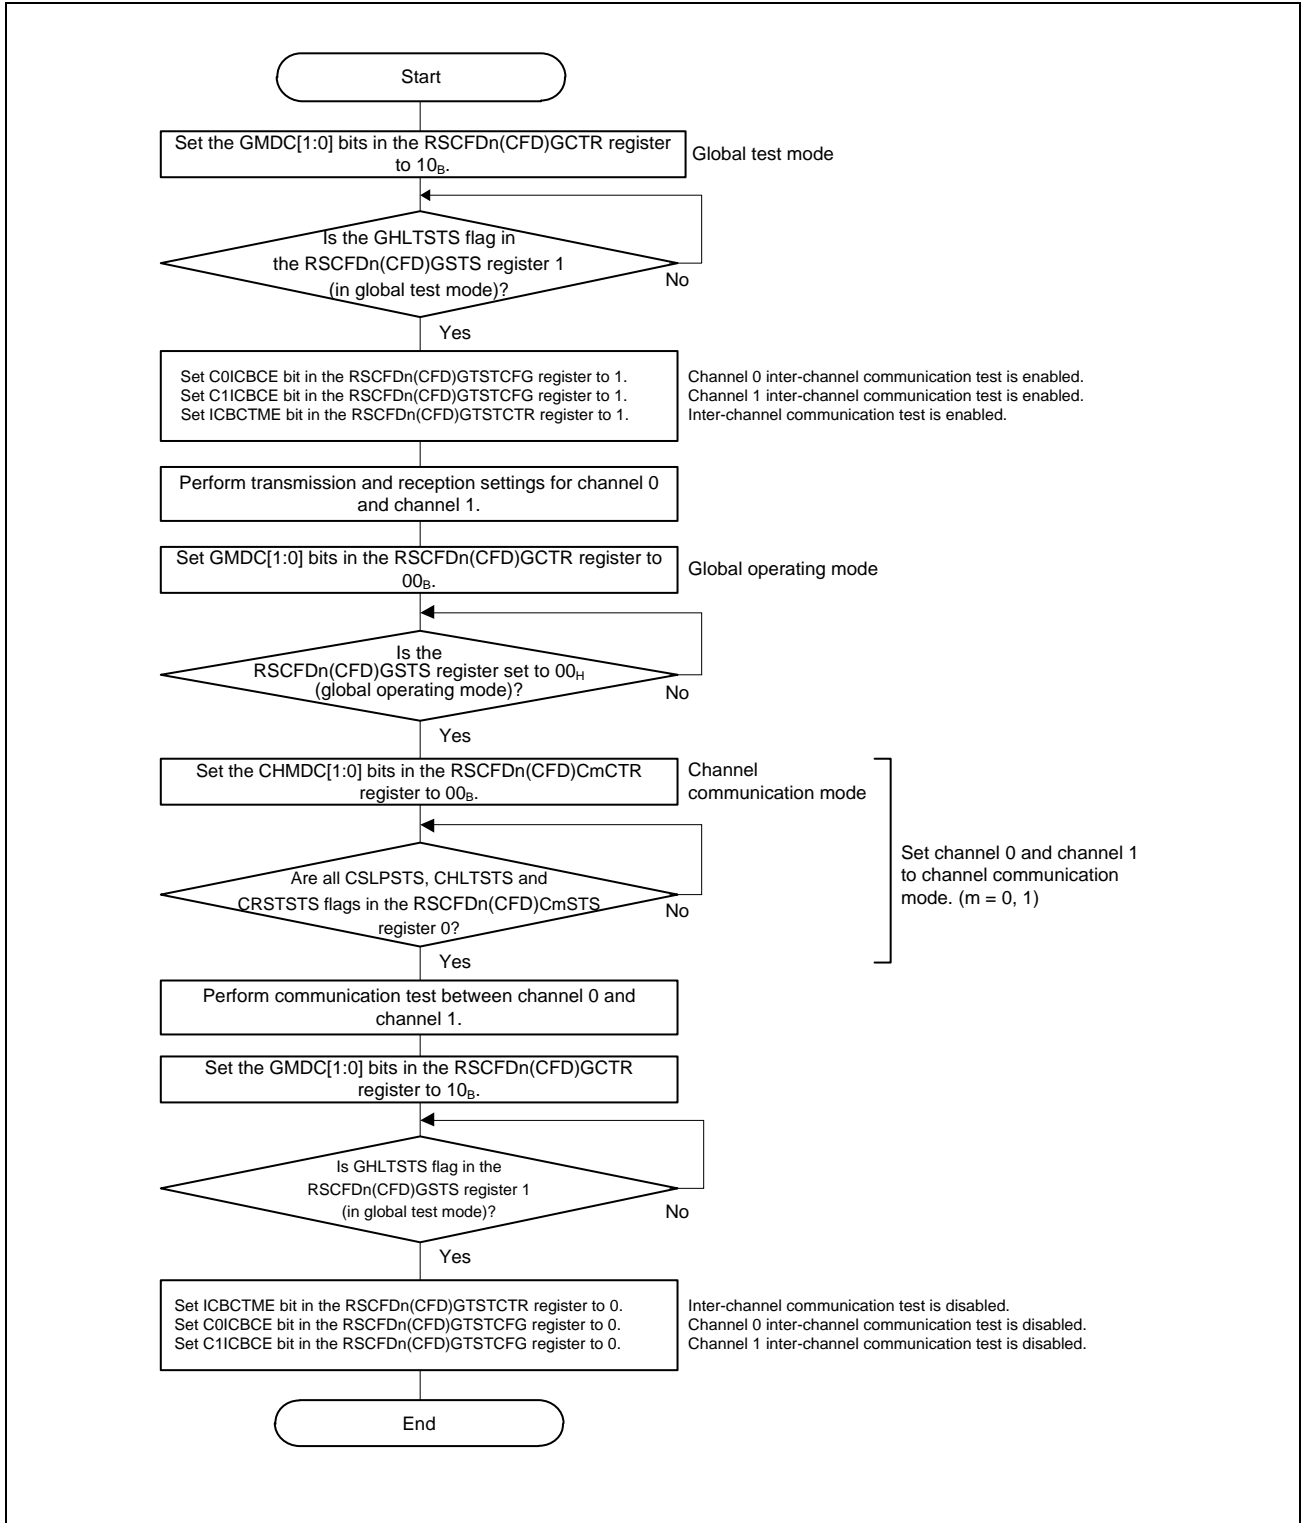 Start
Set the GMDC[1:0] bits in the RSCFDn(CFD)GCTR register
to 10B.
Global test mode
Is the GHLTSTS flag in
the RSCFDn(CFD)GSTS register 1
(in global test mode)?
No
Yes
Set C0ICBCE bit in the RSCFDn(CFD)GTSTCFG register to 1.
Set C1ICBCE bit in the RSCFDn(CFD)GTSTCFG register to 1.
Set ICBCTME bit in the RSCFDn(CFD)GTSTCTR register to 1.
Channel 0 inter-channel communication test is enabled.
Channel 1 inter-channel communication test is enabled.
Inter-channel communication test is enabled.
Perform transmission and reception settings for channel 0
and channel 1.
Set GMDC[1:0] bits in the RSCFDn(CFD)GCTR register to
00B.
Global operating mode
Is the
RSCFDn(CFD)GSTS register set to 00H
(global operating mode)?
No
Yes
Set the CHMDC[1:0] bits in the RSCFDn(CFD)CmCTR
register to 00B.
Channel
communication mode
Are all CSLPSTS, CHLTSTS and
CRSTSTS flags in the RSCFDn(CFD)CmSTS
register 0?
No
Yes
Set channel 0 and channel 1
to channel communication
mode. (m = 0, 1)
Perform communication test between channel 0 and
channel 1.
Set the GMDC[1:0] bits in the RSCFDn(CFD)GCTR
register to 10B.
Is GHLTSTS flag in the
RSCFDn(CFD)GSTS register 1
(in global test mode)?
No
Yes
Set ICBCTME bit in the RSCFDn(CFD)GTSTCTR register to 0.
Set C0ICBCE bit in the RSCFDn(CFD)GTSTCFG register to 0.
Set C1ICBCE bit in the RSCFDn(CFD)GTSTCFG register to 0.
Inter-channel communication test is disabled.
Channel 0 inter-channel communication test is disabled.
Channel 1 inter-channel communication test is disabled.
End